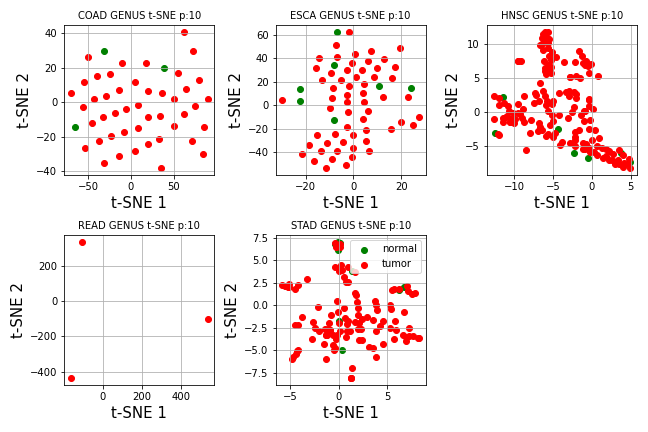 COAD GENUS t-SNE p:10
t-SNE 2
40
20
0
−20
−40
−50
0
50
t-SNE 1
ESCA GENUS t-SNE p:10
t-SNE 2
60
40
20
0
−20
−40
−20
0
20
t-SNE 1
HNSC GENUS t-SNE p:10
t-SNE 2
10
5
0
−5
−10
−5
0
5
t-SNE 1
READ GENUS t-SNE p:10
t-SNE 2
200
0
−200
−400
0
200
400
t-SNE 1
STAD GENUS t-SNE p:10
t-SNE 2
7.5
5.0
2.5
0.0
−2.5
−5.0
−7.5
−5
0
5
t-SNE 1
normal
tumor